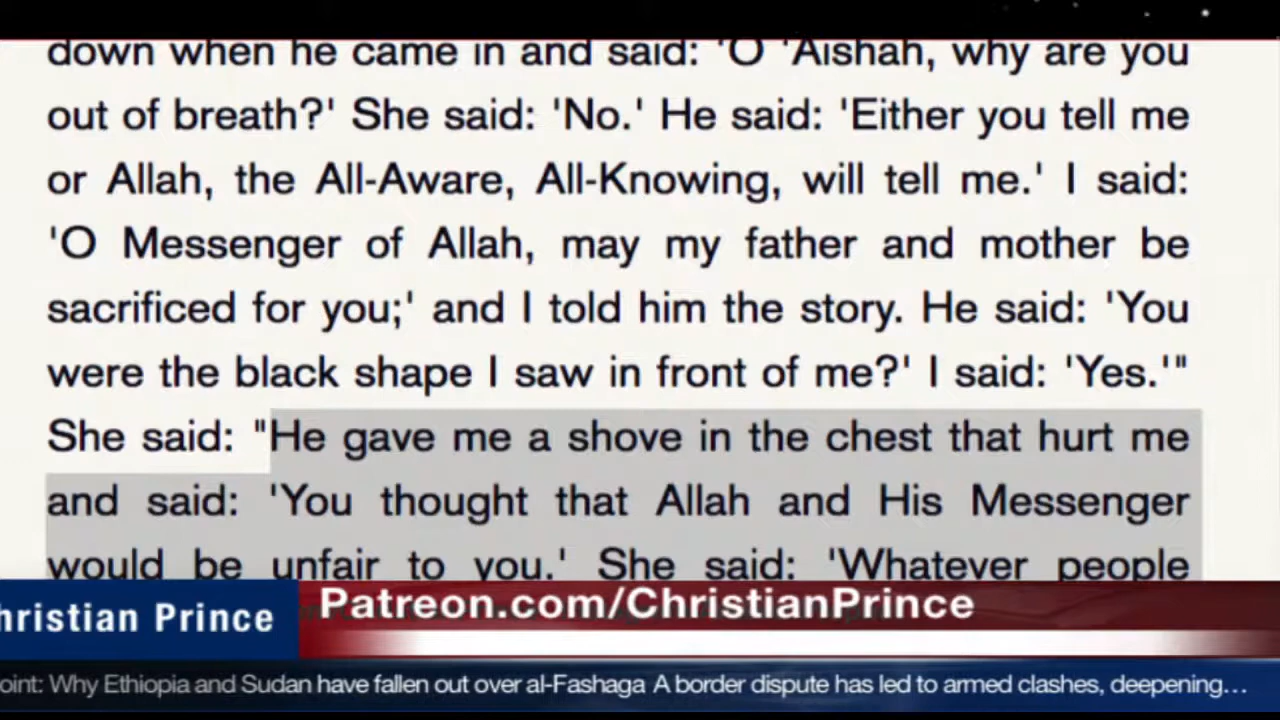 down when he came in and said: 'O 'Aishah, why are you
out of breath?' She said: 'No.' He said: 'Either you tell me
or Allah, the All-Aware, All-Knowing, will tell me.' I said:
'O Messenger of Allah, may my father and mother be
sacrificed for you;' and I told him the story. He said: 'You
were the black shape I saw in front of me?' I said: 'Yes.'"
She said: "He gave me a shove in the chest that hurt me
and said: 'You thought that Allah and His Messenger
would be unfair to you.' She said: 'Whatever people
hristian Prince
Patreon.com/ChristianPrince
oint: Why Ethiopia and Sudan have fallen out over al-Fashaga A border dispute has led to armed clashes, deepening...